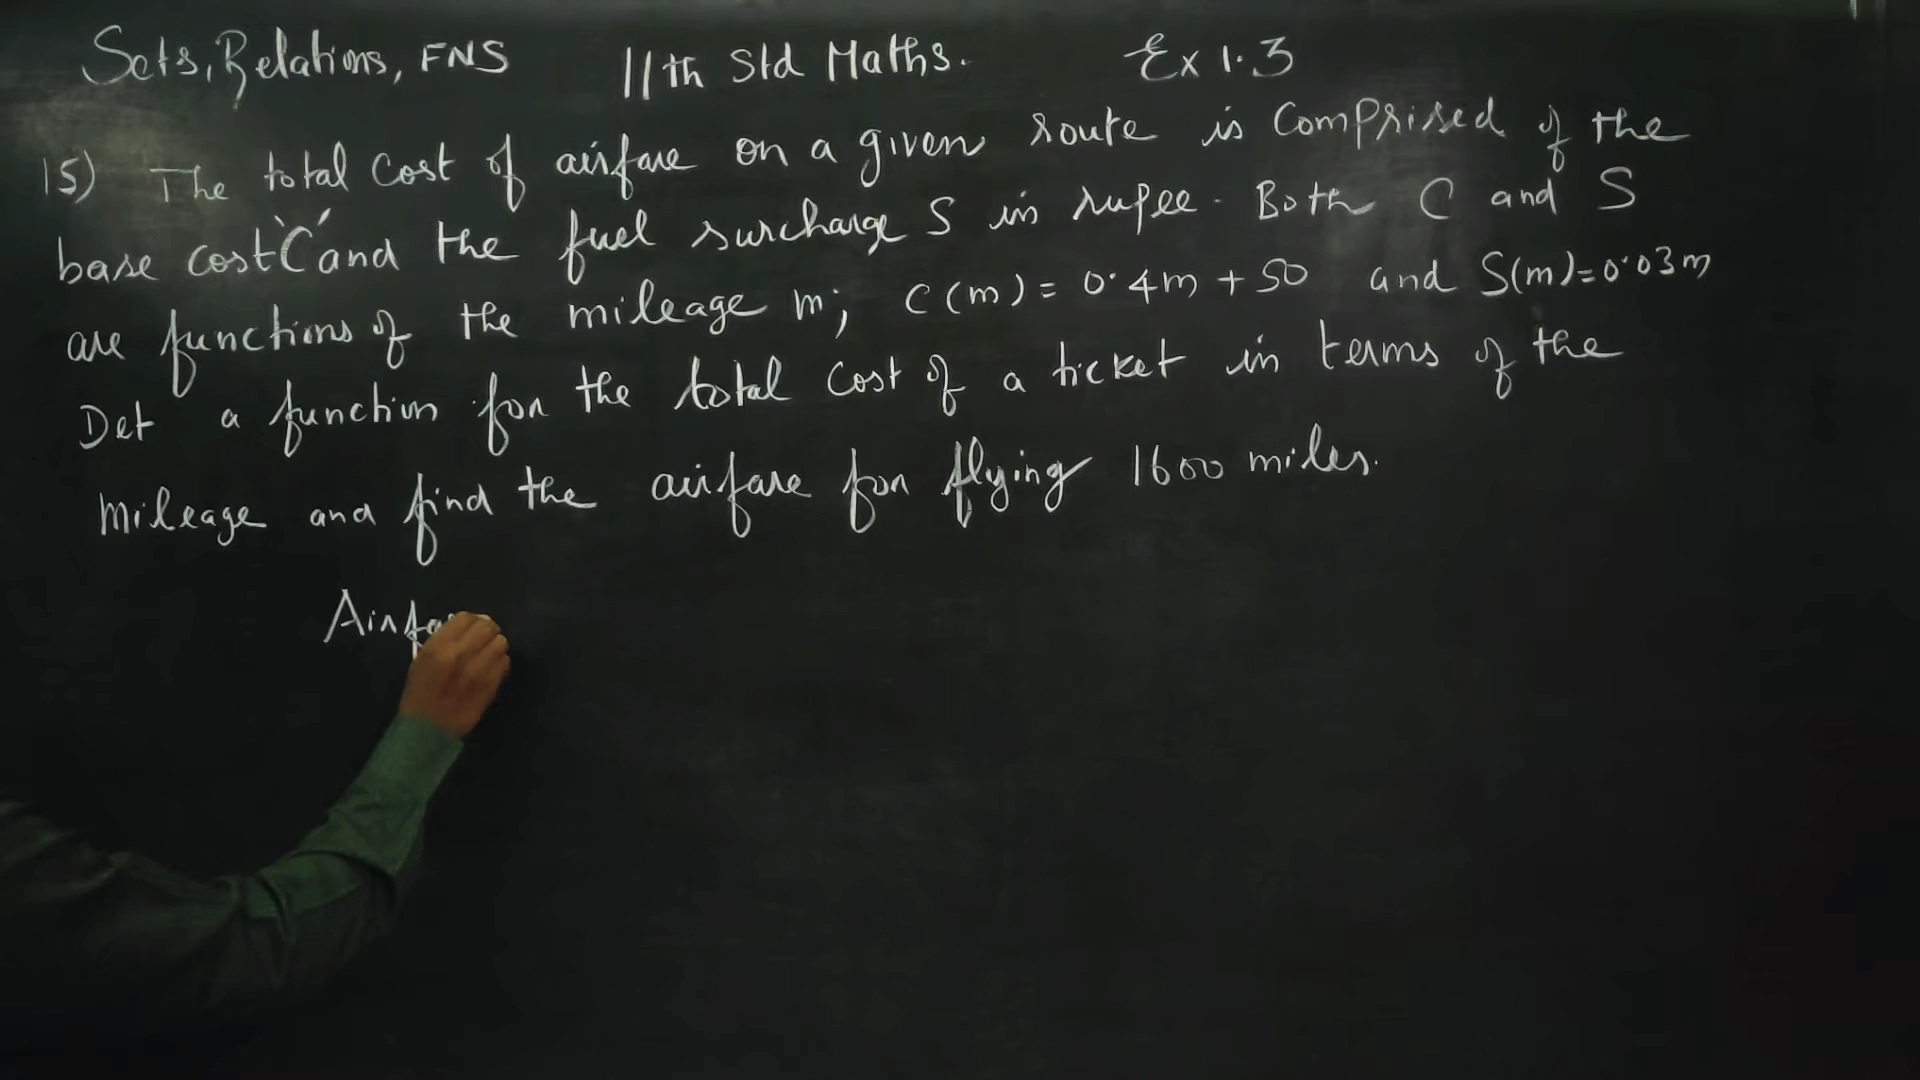 Sets, Relations, FNS 11th Std Maths. Ex 1.3
15) The total cost of airfare on a given route is comprised of the
base cost ‵C′ and the fuel surcharge S in rupee. Both C and S
are functions of the mileage m; C(m) = 0.4m + 50 and S(m)=0.03m
Det a function for the total cost of a ticket in terms of the
mileage and find the airfare for flying 1600 miles.